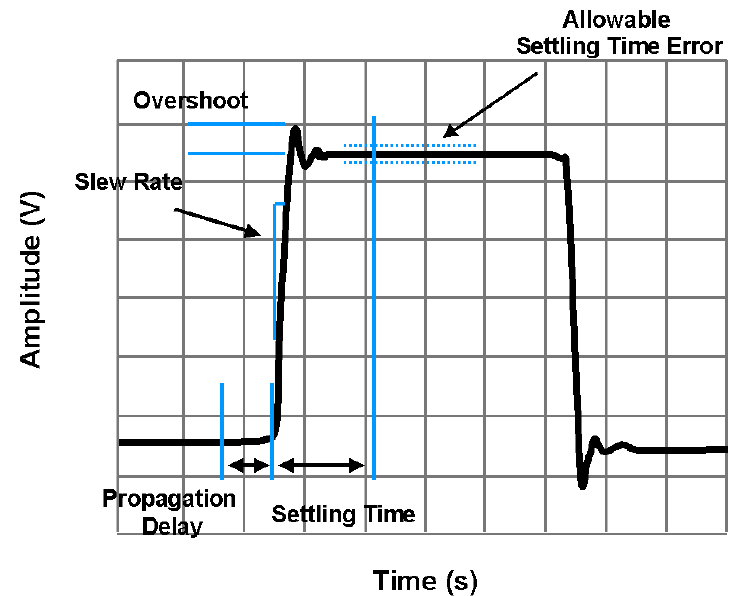 Allowable
Settling Time Error
Overshoot
Slew Rate
Amplitude (V)
Propagation
Delay
Settling Time
Time (s)